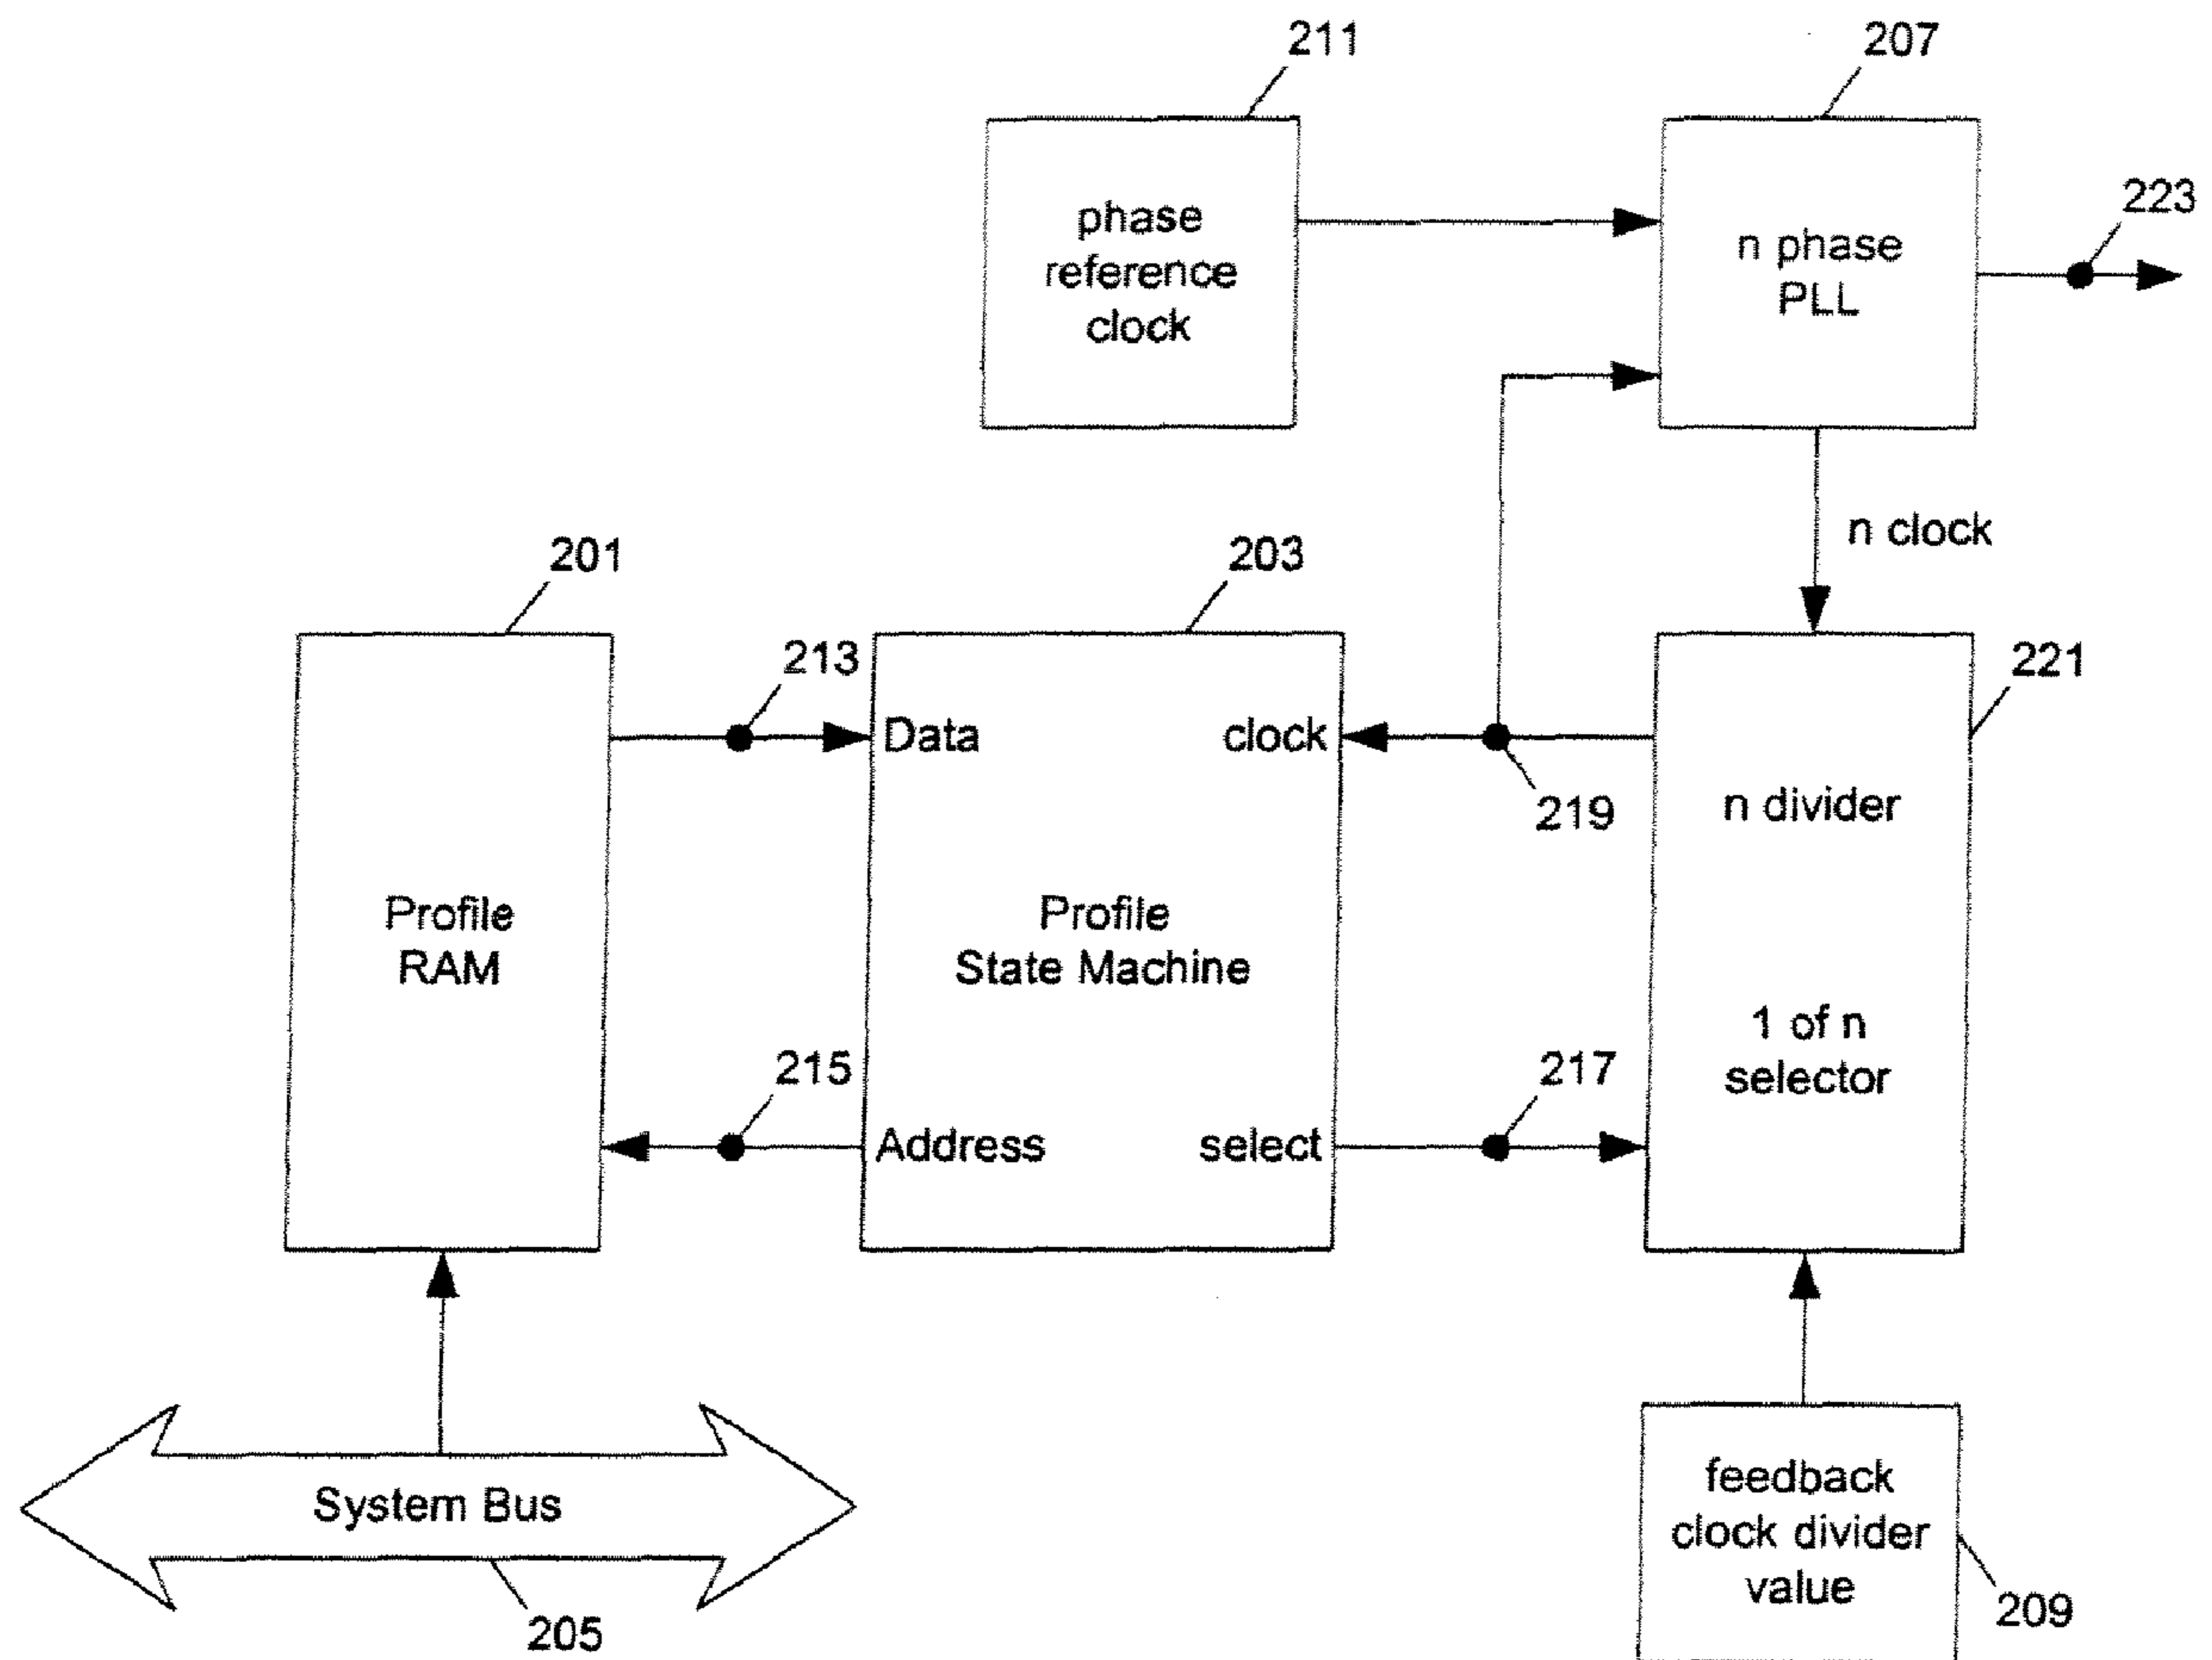 211
207
phase
reference
clock
n phase
PLL
223
n clock
201
203
213
221
Data
clock
219
n divider
Profile
RAM
Profile
State Machine
1 of n
selector
215
217
Address
select
System Bus
205
feedback
clock divider
value
209